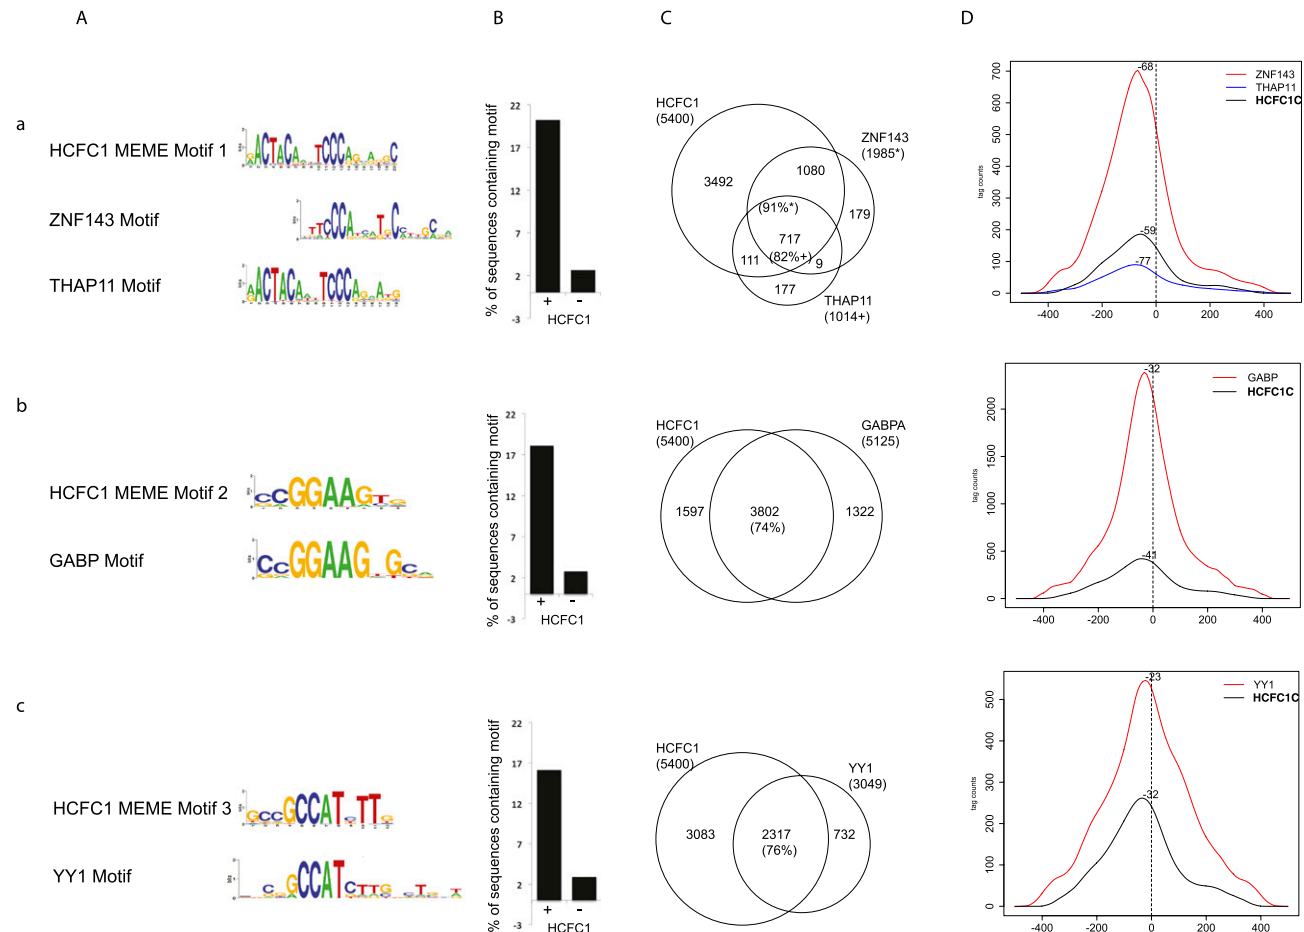 A
B
C
D
a
HCFC1 MEME Motif 1
ZNF143 Motif
THAP11 Motif
% of sequences containing motif
22
17
12
7
2
-3
+ -
HCFC1
HCFC1
(5400)
ZNF143
(1985*)
3492
1080
(91%*)
179
717
(82%+)
111
9
177
THAP11
(1014+)
tag counts
700
600
500
400
300
200
100
0
-68
-59
-77
ZNF143
THAP11
HCFC1C
-400 -200 0 200 400
b
HCFC1 MEME Motif 2
GABP Motif
% of sequences containing motif
22
17
12
7
2
-3
+ -
HCFC1
HCFC1
(5400)
GABPA
(5125)
1597
3802
(74%)
1322
tag counts
2000
1500
1000
500
0
-32
-41
GABP
HCFC1C
-400 -200 0 200 400
c
HCFC1 MEME Motif 3
YY1 Motif
% of sequences containing motif
22
17
12
7
2
-3
+ -
HCFC1
HCFC1
(5400)
YY1
(3049)
3083
2317
(76%)
732
tag counts
500
400
300
200
100
0
-23
-32
YY1
HCFC1C
-400 -200 0 200 400